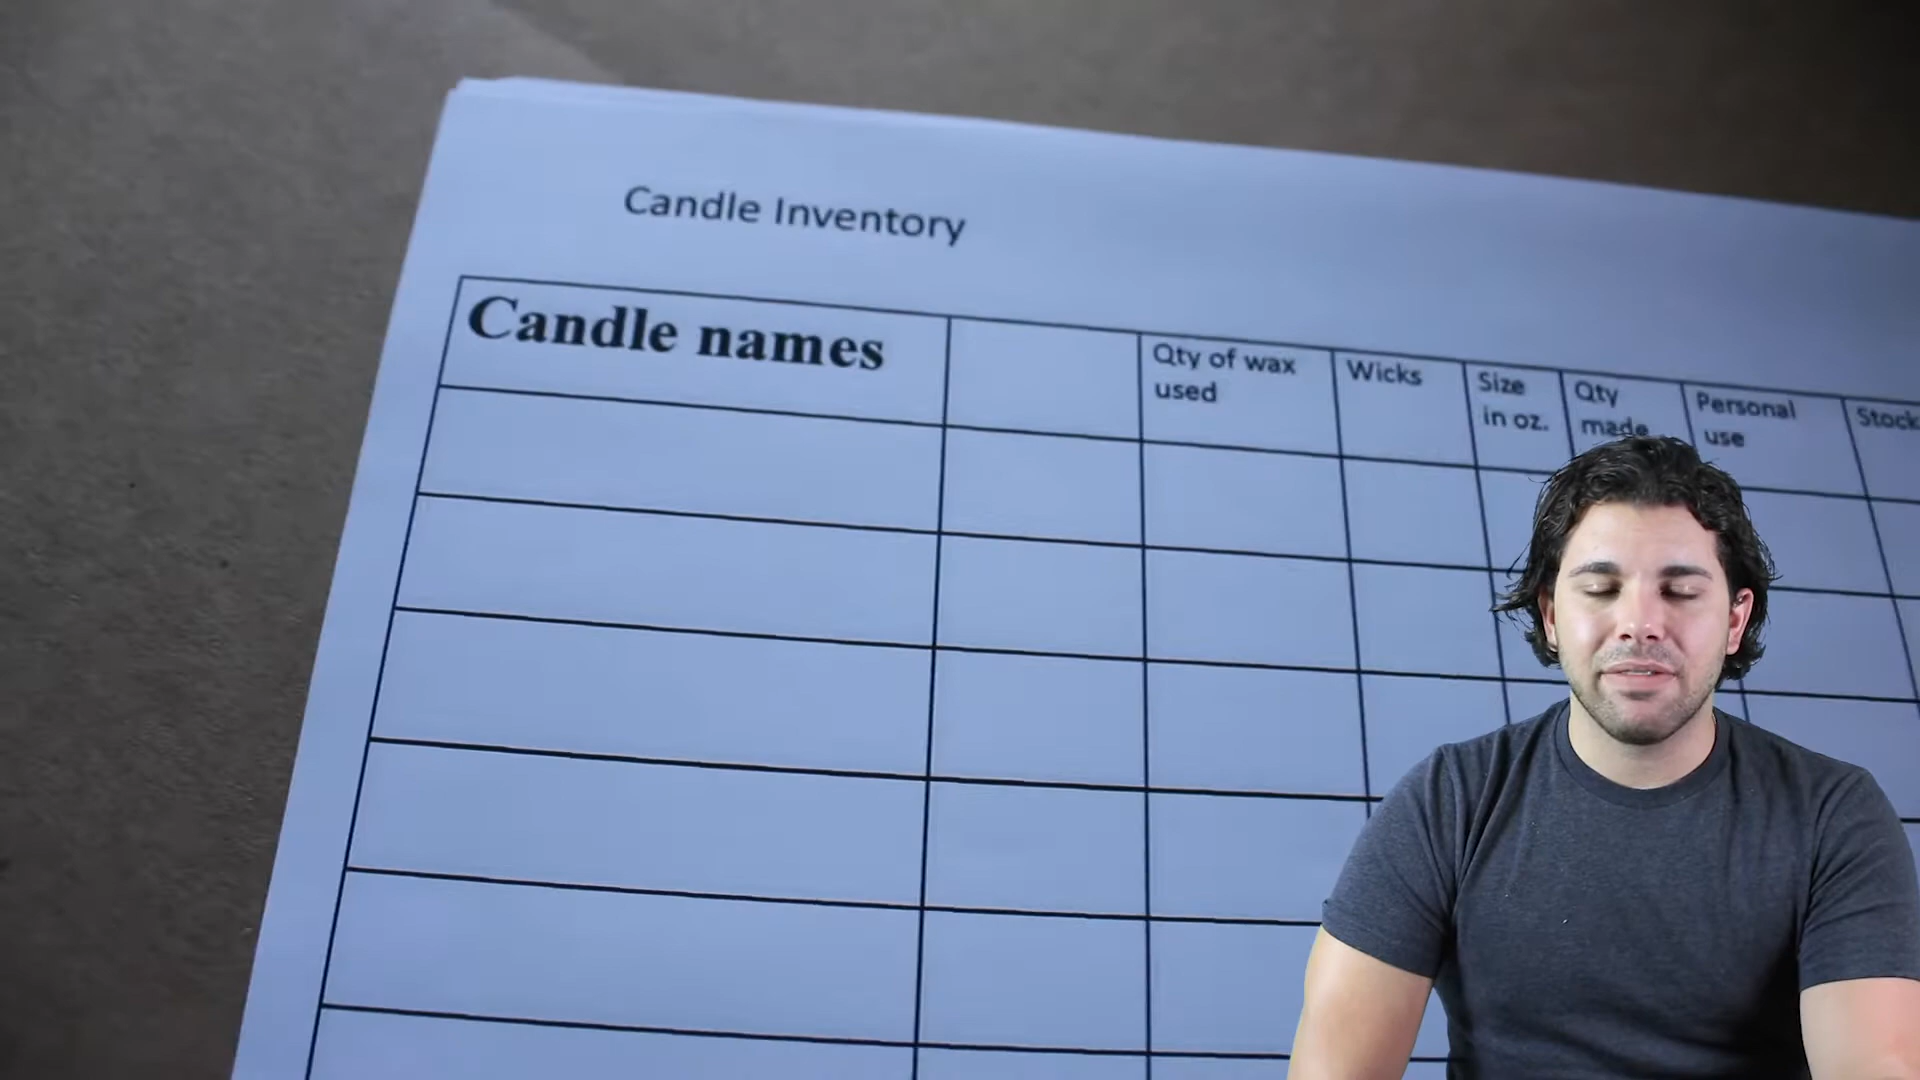 Candle Inventory
Candle names
Qty of wax
used
Wicks
Size
in oz.
Qty
made
Personal
use
Stock